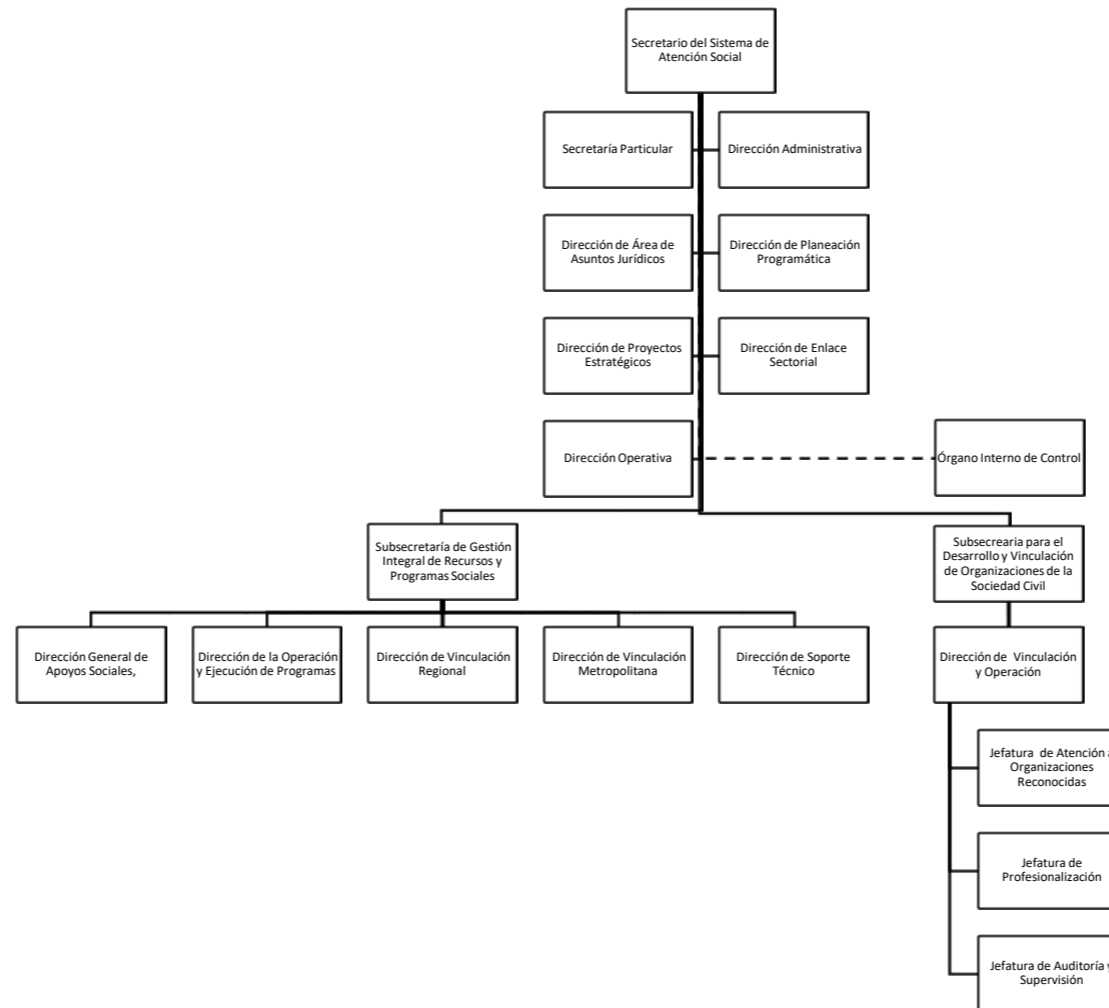 Secretario del Sistema de
Atención Social
Secretaría Particular
Dirección Administrativa
Dirección de Área de
Asuntos Jurídicos
Dirección de Planeación
Programática
Dirección de Proyectos
Estratégicos
Dirección de Enlace
Sectorial
Dirección Operativa
Órgano Interno de Control
Subsecretaría de Gestión
Integral de Recursos y
Programas Sociales
Subsecrearia para el
Desarrollo y Vinculación
de Organizaciones de la
Sociedad Civil
Dirección General de
Apoyos Sociales,
Dirección de la Operación
y Ejecución de Programas
Dirección de Vinculación
Regional
Dirección de Vinculación
Metropolitana
Dirección de Soporte
Técnico
Dirección de Vinculación
y Operación
Jefatura de Atención a
Organizaciones
Reconocidas
Jefatura de
Profesionalización
Jefatura de Auditoría y
Supervisión